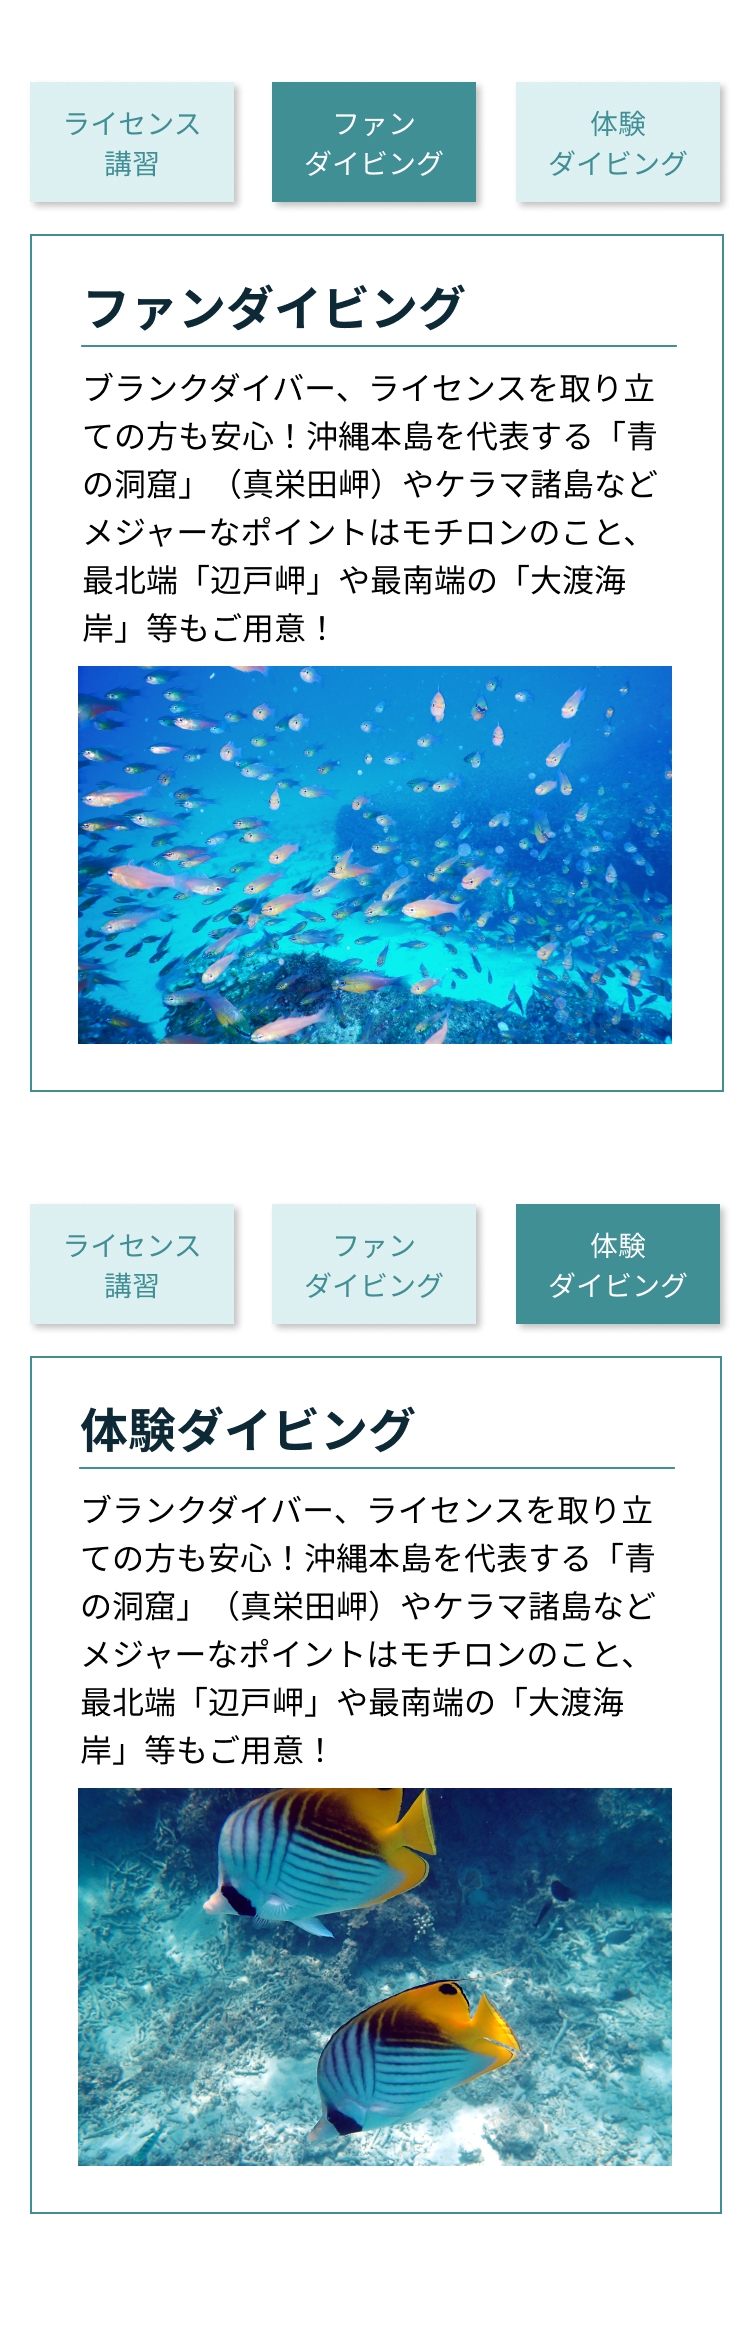 ライセンス
講習
ファン
ダイビング
体験
ダイビング
ファンダイビング
ブランクダイバー、ライセンスを取り立
ての方も安心！沖縄本島を代表する「青
の洞窟」（真栄田岬）やケラマ諸島など
メジャーなポイントはモチロンのこと、
最北端「辺戸岬」や最南端の「大渡海
岸」等もご用意！
ライセンス
講習
ファン
ダイビング
体験
ダイビング
体験ダイビング
ブランクダイバー、ライセンスを取り立
ての方も安心！沖縄本島を代表する「青
の洞窟」（真栄田岬）やケラマ諸島など
メジャーなポイントはモチロンのこと、
最北端「辺戸岬」や最南端の「大渡海
岸」等もご用意！